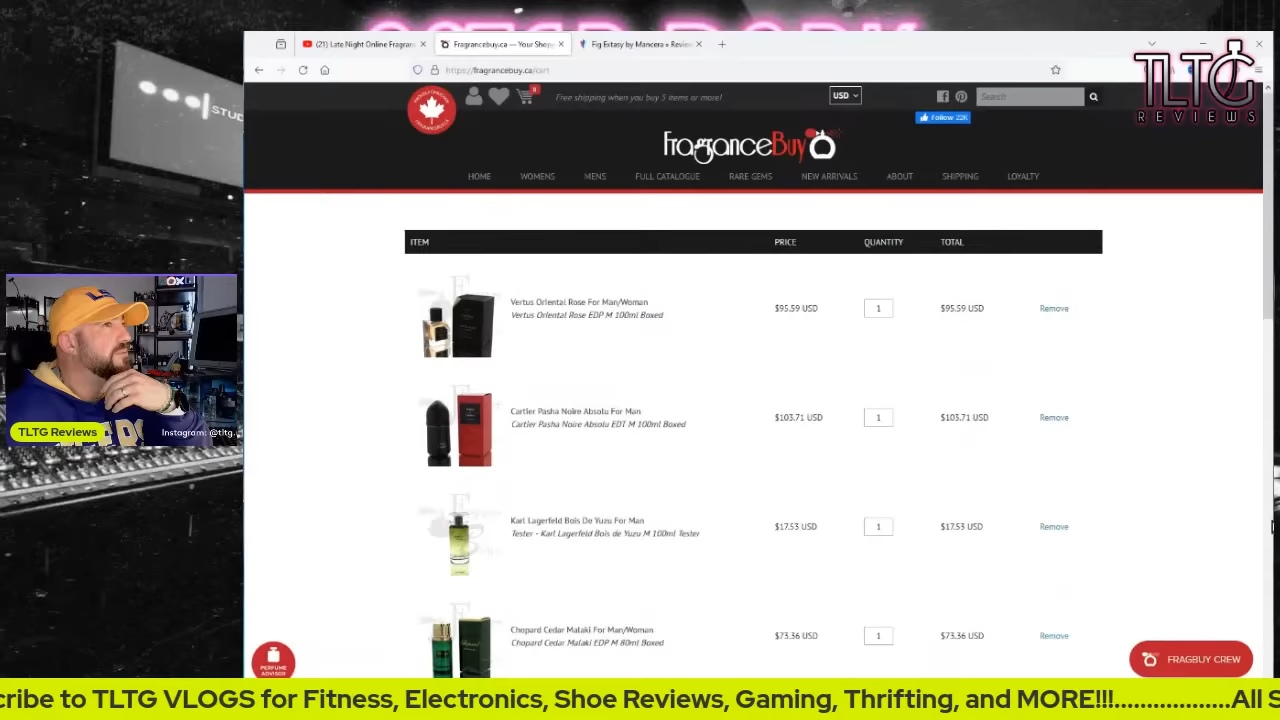 (21) Late Night Online Fragran
Fragrancebuy.ca — Your Shopp
Fig Extasy by Mancera » Review
https://fragrancebuy.ca/cart
TLTG
REVIEWS
8
Free shipping when you buy 5 items or more!
USD
Search
Follow 22K
FragranceBuy
HOME WOMENS MENS FULL CATALOGUE RARE GEMS NEW ARRIVALS ABOUT SHIPPING LOYALTY
ITEM PRICE QUANTITY TOTAL
Vertus Oriental Rose For Man/Woman
Vertus Oriental Rose EDP M 100ml Boxed
$95.59 USD 1 $95.59 USD Remove
Cartier Pasha Noire Absolu For Man
Cartier Pasha Noire Absolu EDT M 100ml Boxed
$103.71 USD 1 $103.71 USD Remove
Karl Lagerfeld Bois De Yuzu For Man
Tester - Karl Lagerfeld Bois de Yuzu M 100ml Tester
$17.53 USD 1 $17.53 USD Remove
Chopard Cedar Malaki For Man/Woman
Chopard Cedar Malaki EDP M 80ml Boxed
$73.36 USD 1 $73.36 USD Remove
PERFUME
ADVISER
FRAGBUY CREW
STUD
TLTG Reviews
Instagram: @tltg.
cribe to TLTG VLOGS for Fitness, Electronics, Shoe Reviews, Gaming, Thrifting, and MORE!!!..................All S